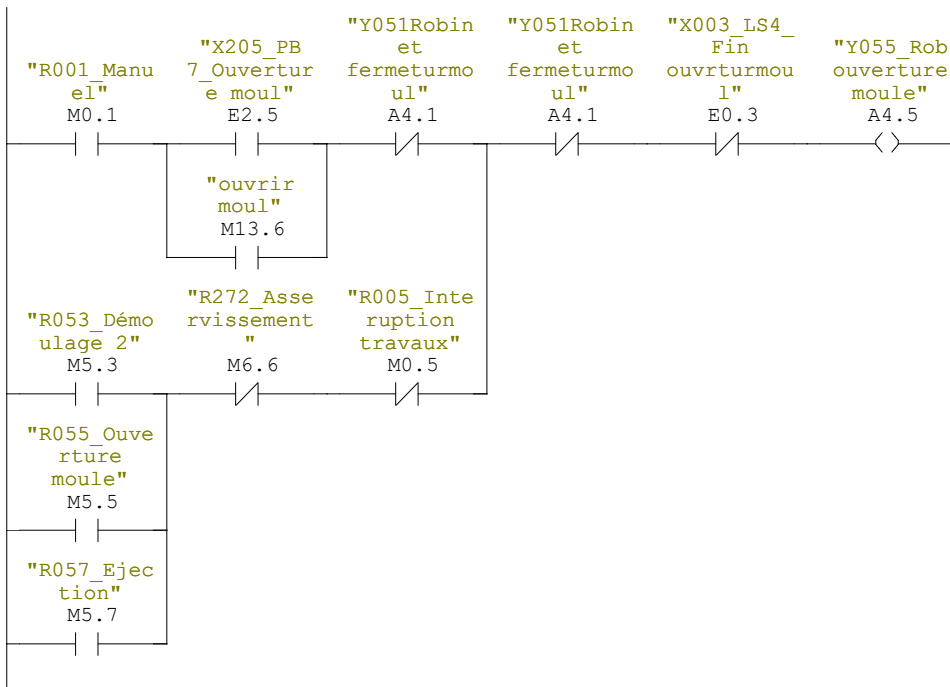 "R001_Manu
el"
M0.1
"X205_PB
7_Ouvertur
e moul"
E2.5
"Y051Robin
et
fermeturmo
ul"
A4.1
"Y051Robin
et
fermeturmo
ul"
A4.1
"X003_LS4_
Fin
ouvrturmou
l"
E0.3
"Y055_Rob
ouverture
moule"
A4.5
"ouvrir
moul"
M13.6
"R053_Démo
ulage 2"
M5.3
"R272_Asse
rvissement
"
M6.6
"R005_Inte
ruption
travaux"
M0.5
"R055_Ouve
rture
moule"
M5.5
"R057_Ejec
tion"
M5.7